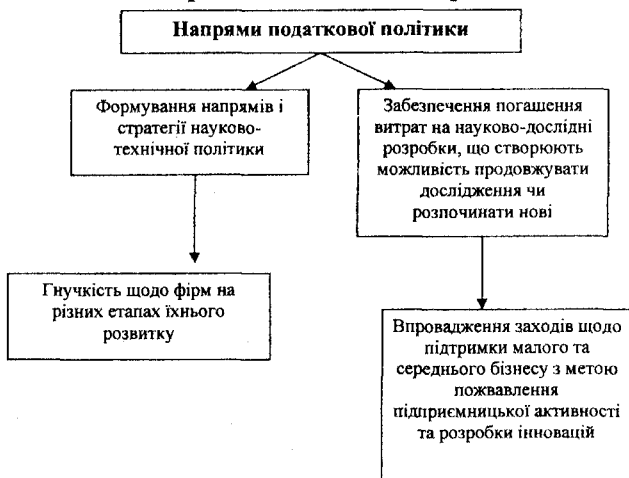 Напрями податкової політики
Формування напрямів і
стратегії науково-
технічної політики
Забезпечення погашення
витрат на науково-дослідні
розробки, що створюють
можливість продовжувати
дослідження чи
розпочинати нові
Гнучкість щодо фірм на
різних етапах їхнього
розвитку
Впровадження заходів щодо
підтримки малого та
середнього бізнесу з метою
пожвавлення
підприємницької активності
та розробки інновацій